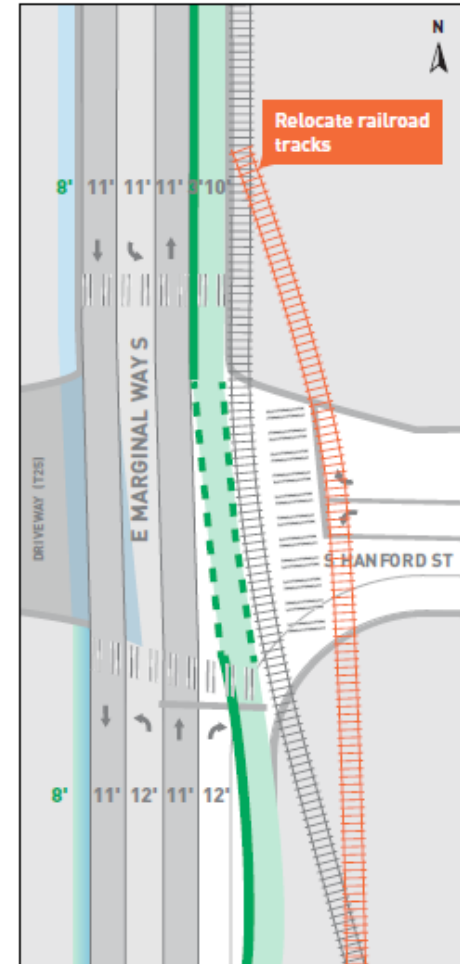 N
Relocate railroad
tracks
8' 11' 11' 11' 3' 10'
E MARGINAL WAY S
DRIVEWAY (T25)
S HANFORD ST
8' 11' 12' 11' 12'